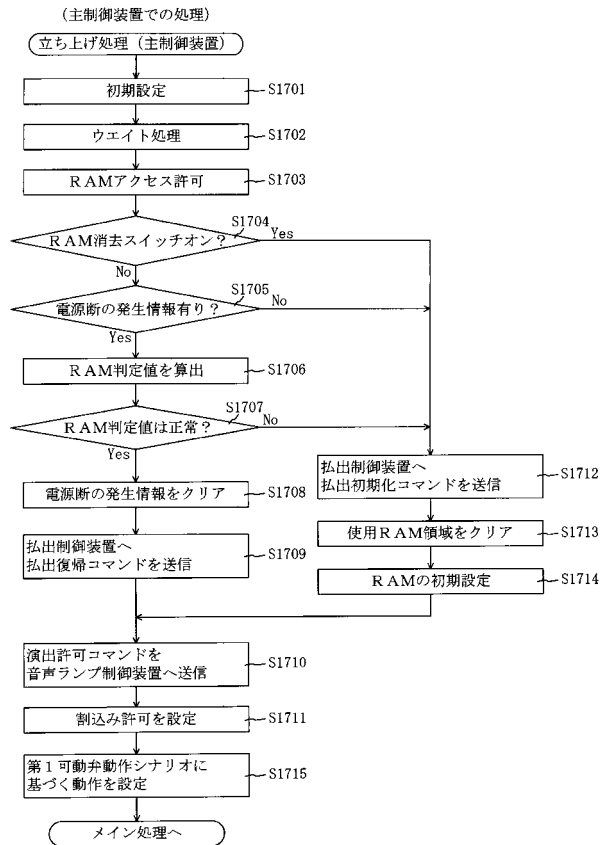 (主制御装置での処理)
立ち上げ処理(主制御装置)
初期設定
S1701
ウエイト処理
S1702
RAMアクセス許可
S1703
RAM消去スイッチオン?
S1704
Yes
No
電源断の発生情報有り?
S1705
No
Yes
RAM判定値を算出
S1706
RAM判定値は正常?
S1707
No
Yes
電源断の発生情報をクリア
S1708
払出制御装置へ
払出復帰コマンドを送信
S1709
払出制御装置へ
払出初期化コマンドを送信
S1712
使用RAM領域をクリア
S1713
RAMの初期設定
S1714
演出許可コマンドを
音声ランプ制御装置へ送信
S1710
割込み許可を設定
S1711
第1可動弁動作シナリオに
基づく動作を設定
S1715
メイン処理へ